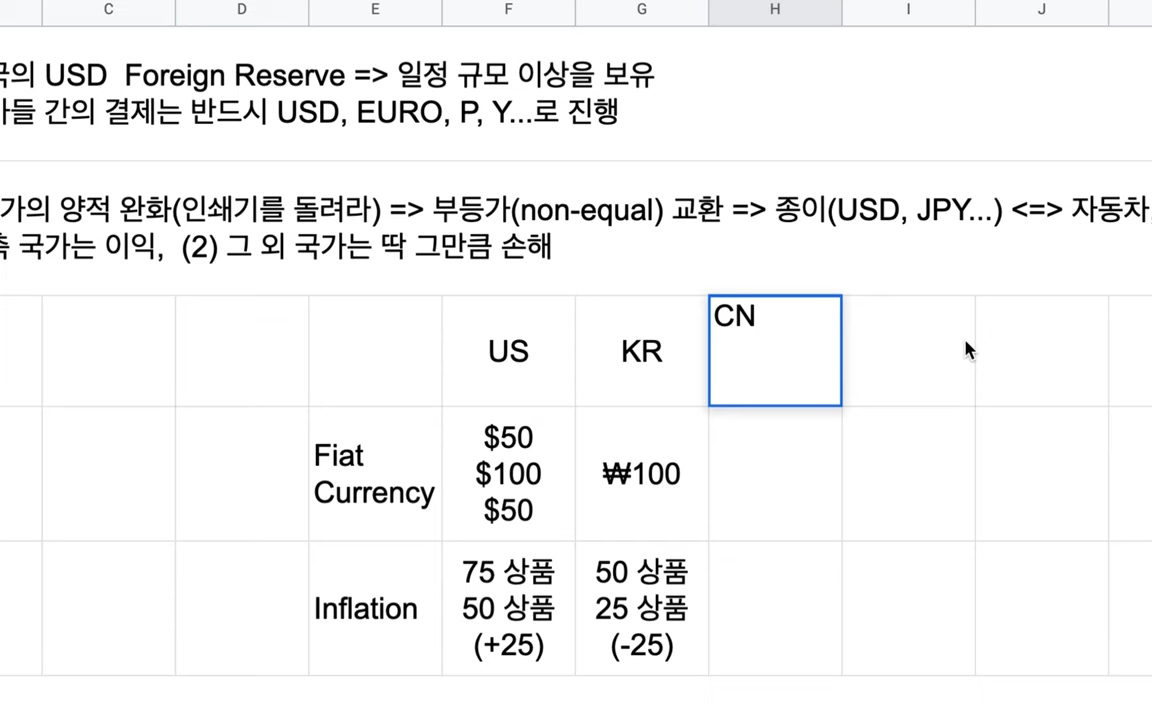 C D E F G H I J
의 USD Foreign Reserve => 일정 규모 이상을 보유
들 간의 결제는 반드시 USD, EURO, P, Y...로 진행
가의 양적 완화(인쇄기를 돌려라) => 부등가(non-equal) 교환 => 종이(USD, JPY...) <=> 자동차,
국가는 이익, (2) 그 외 국가는 딱 그만큼 손해
US KR CN
Fiat Currency
$50
$100
$50
₩100
Inflation
75 상품
50 상품
(+25)
50 상품
25 상품
(-25)